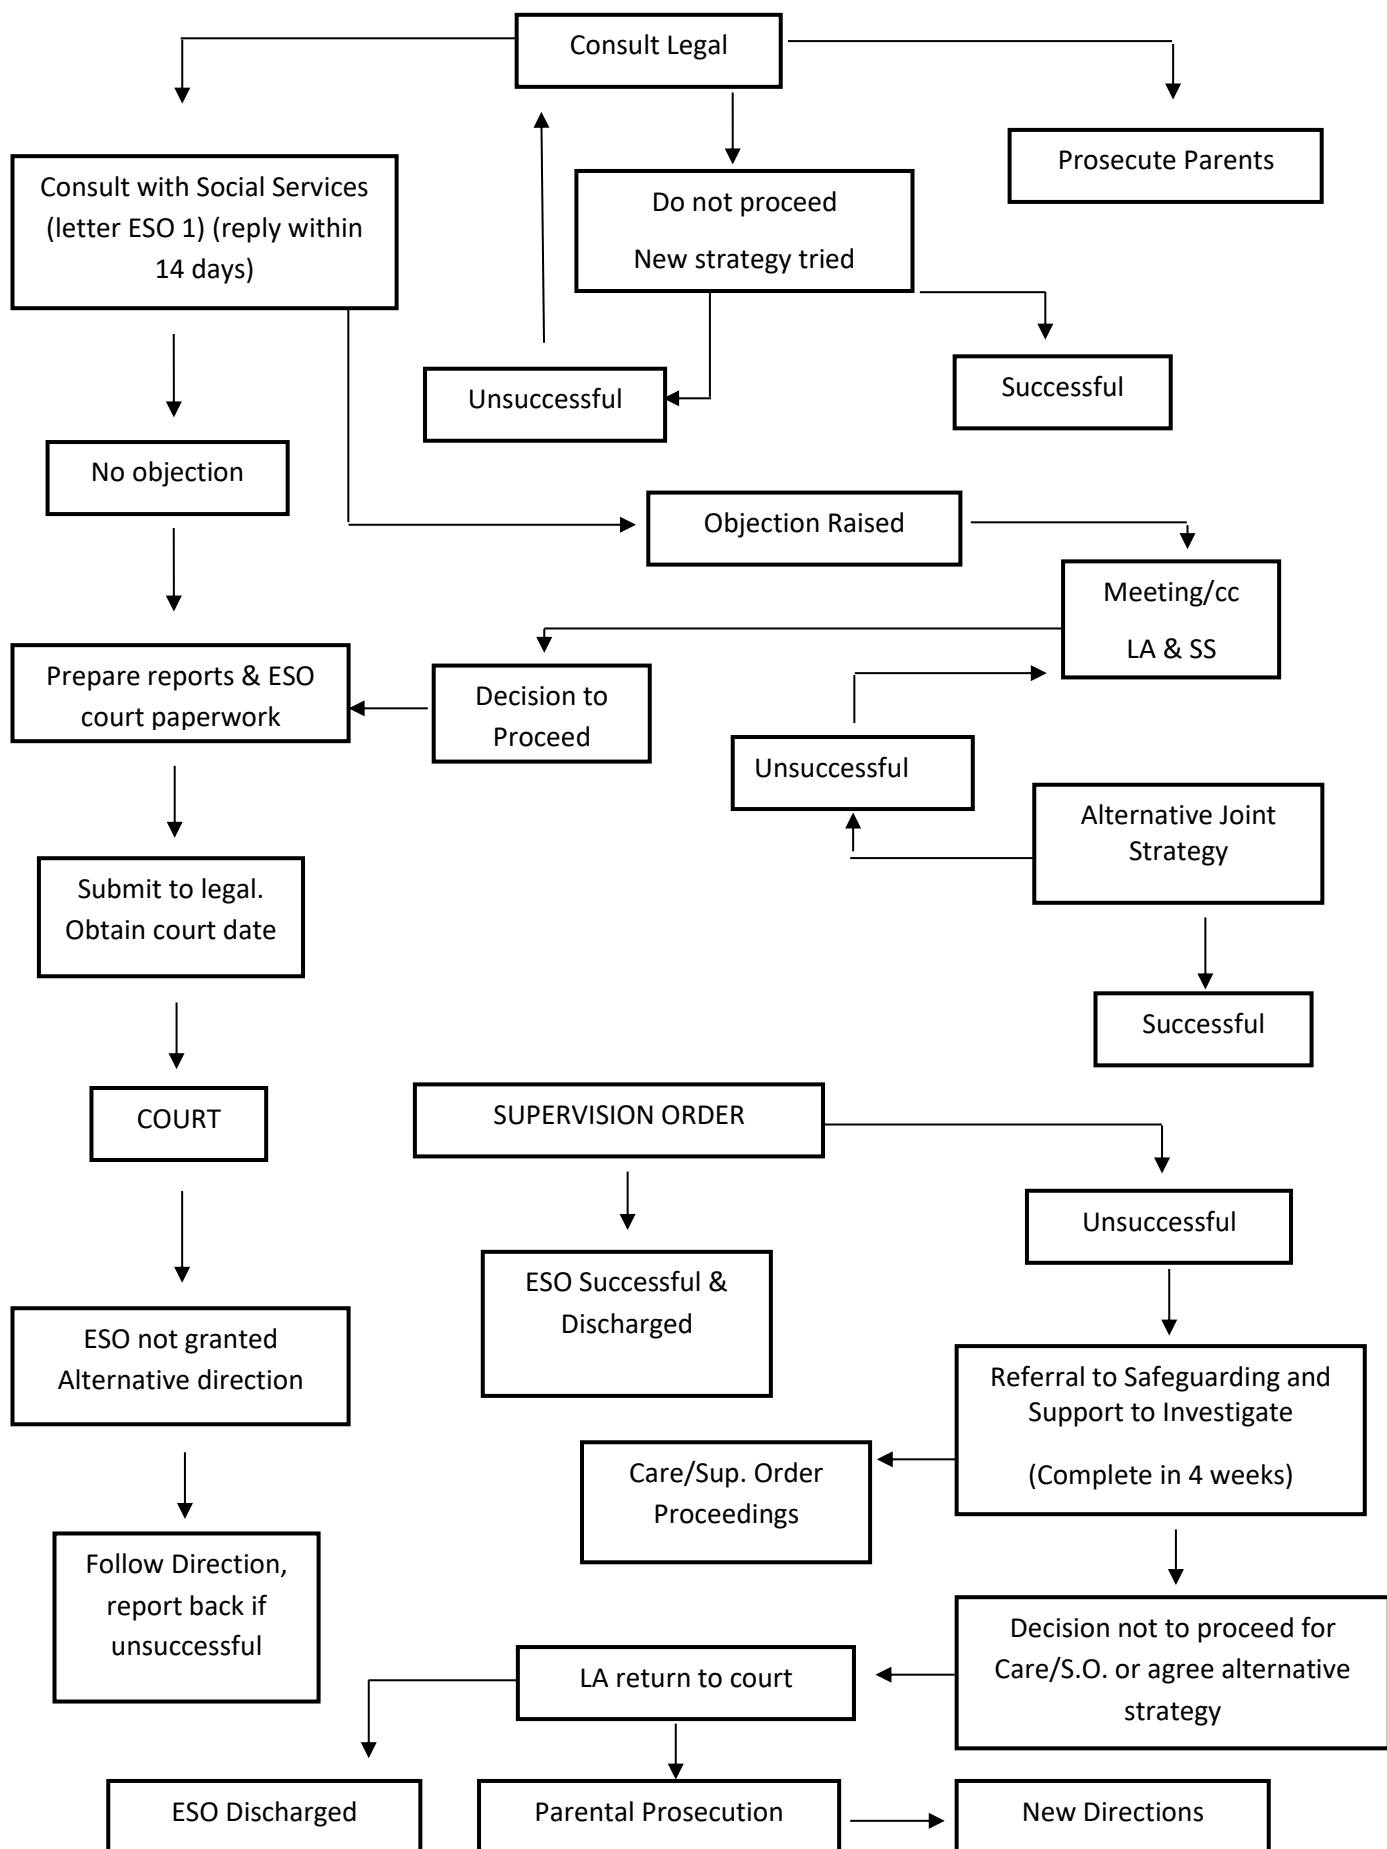 Consult Legal
Prosecute Parents
Consult with Social Services
(letter ESO 1) (reply within
14 days)
Do not proceed
New strategy tried
Unsuccessful
Successful
No objection
Objection Raised
Meeting/cc
LA & SS
Prepare reports & ESO
court paperwork
Decision to
Proceed
Unsuccessful
Alternative Joint
Strategy
Submit to legal.
Obtain court date
Successful
COURT
SUPERVISION ORDER
Unsuccessful
ESO Successful &
Discharged
ESO not granted
Alternative direction
Referral to Safeguarding and
Support to Investigate
(Complete in 4 weeks)
Care/Sup. Order
Proceedings
Follow Direction,
report back if
unsuccessful
Decision not to proceed for
Care/S.O. or agree alternative
strategy
LA return to court
ESO Discharged
Parental Prosecution
New Directions